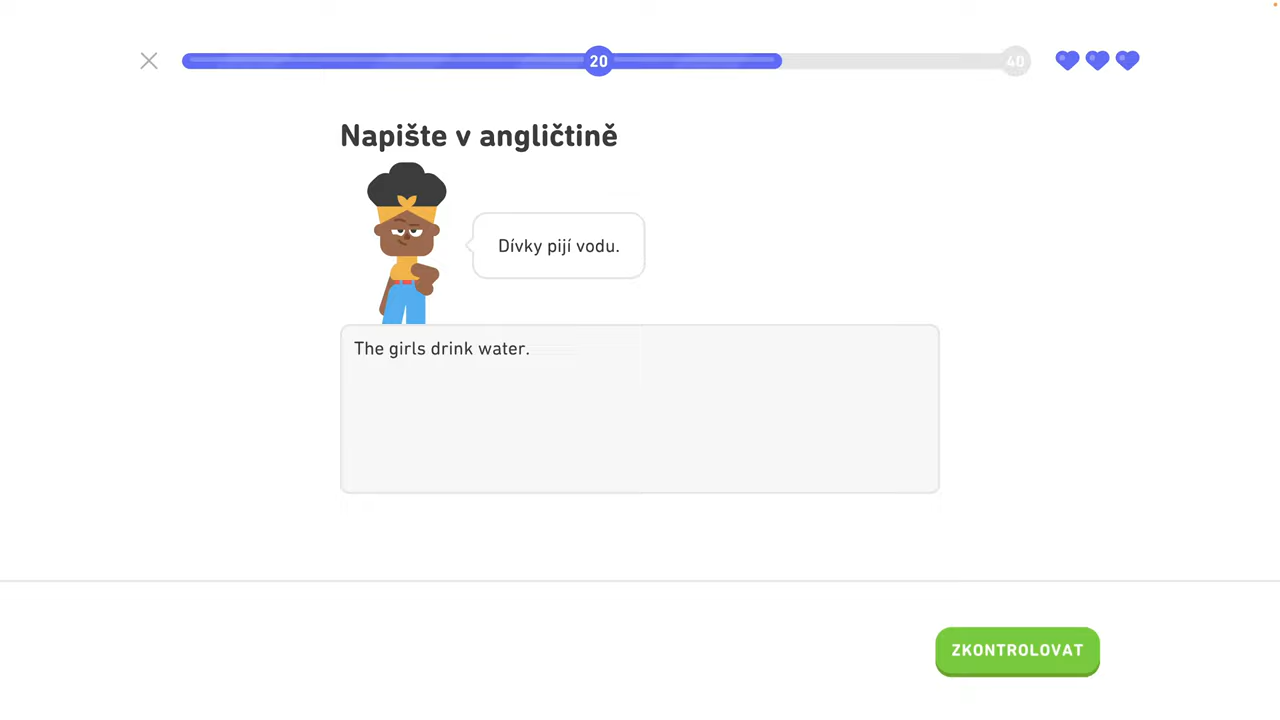 20
40
Napište v angličtině
Dívky pijí vodu.
The girls drink water.
ZKONTROLOVAT